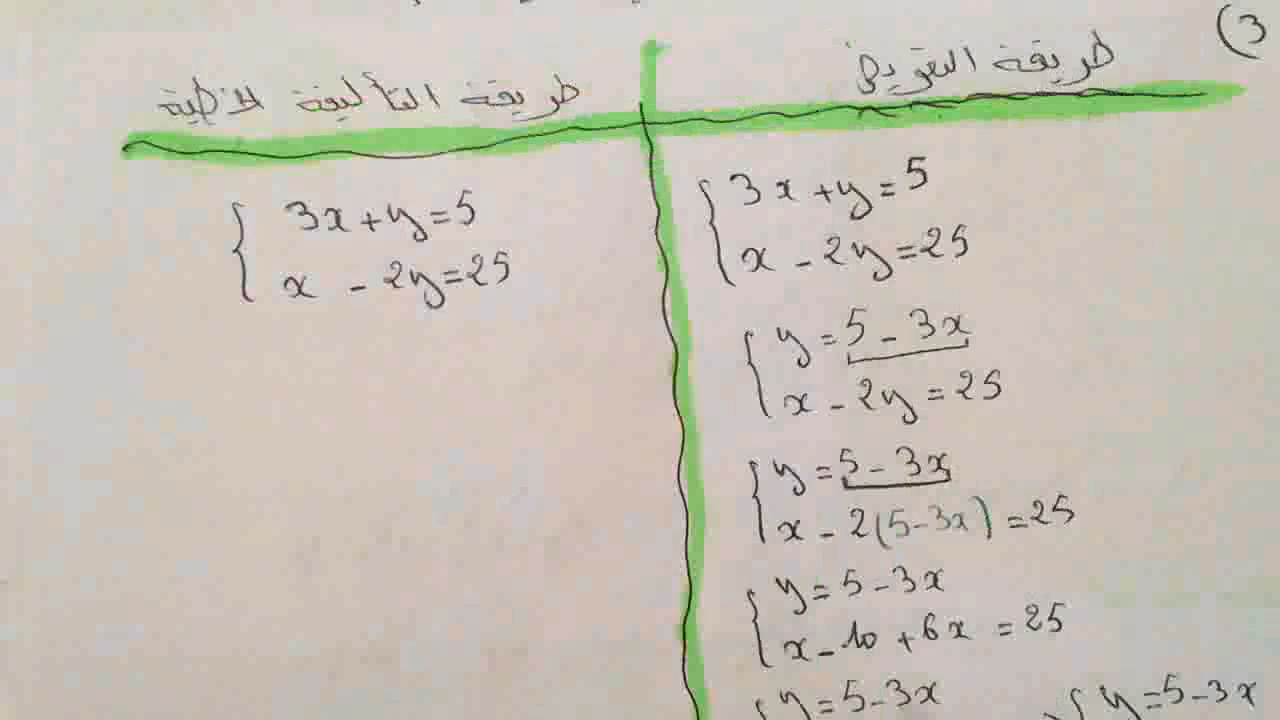 3)
طريقة التعويض
3x + y = 5
x - 2y = 25
y = 5 - 3x
x - 2y = 25
y = 5 - 3x
x - 2(5-3x) = 25
y = 5 - 3x
x - 10 + 6x = 25
y = 5 - 3x
y = 5 - 3x
طريقة التأليفة الخطية
3x + y = 5
x - 2y = 25